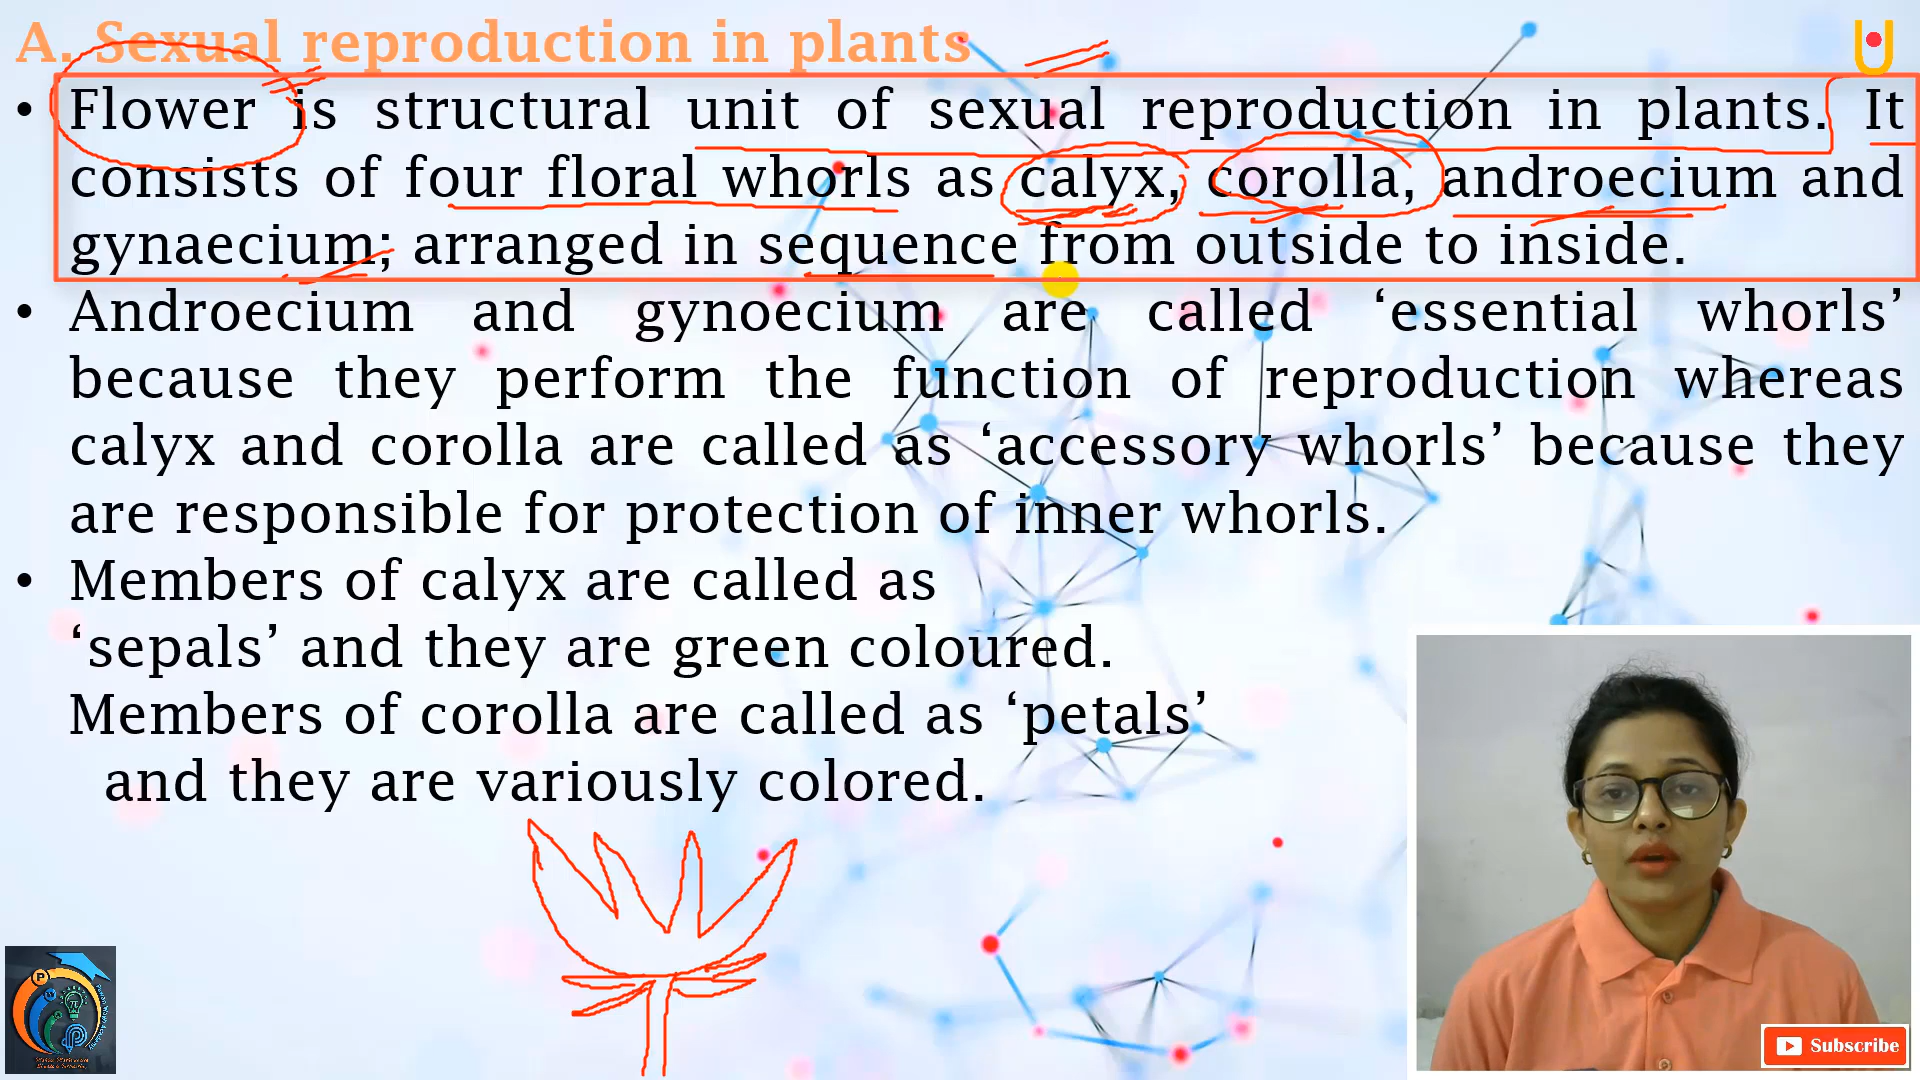 A. Sexual reproduction in plants
• Flower is structural unit of sexual reproduction in plants. It
consists of four floral whorls as calyx, corolla, androecium and
gynaecium; arranged in sequence from outside to inside.
• Androecium and gynoecium are called ‘essential whorls’
because they perform the function of reproduction whereas
calyx and corolla are called as ‘accessory whorls’ because they
are responsible for protection of inner whorls.
• Members of calyx are called as
‘sepals’ and they are green coloured.
Members of corolla are called as ‘petals’
and they are variously colored.
Subscribe